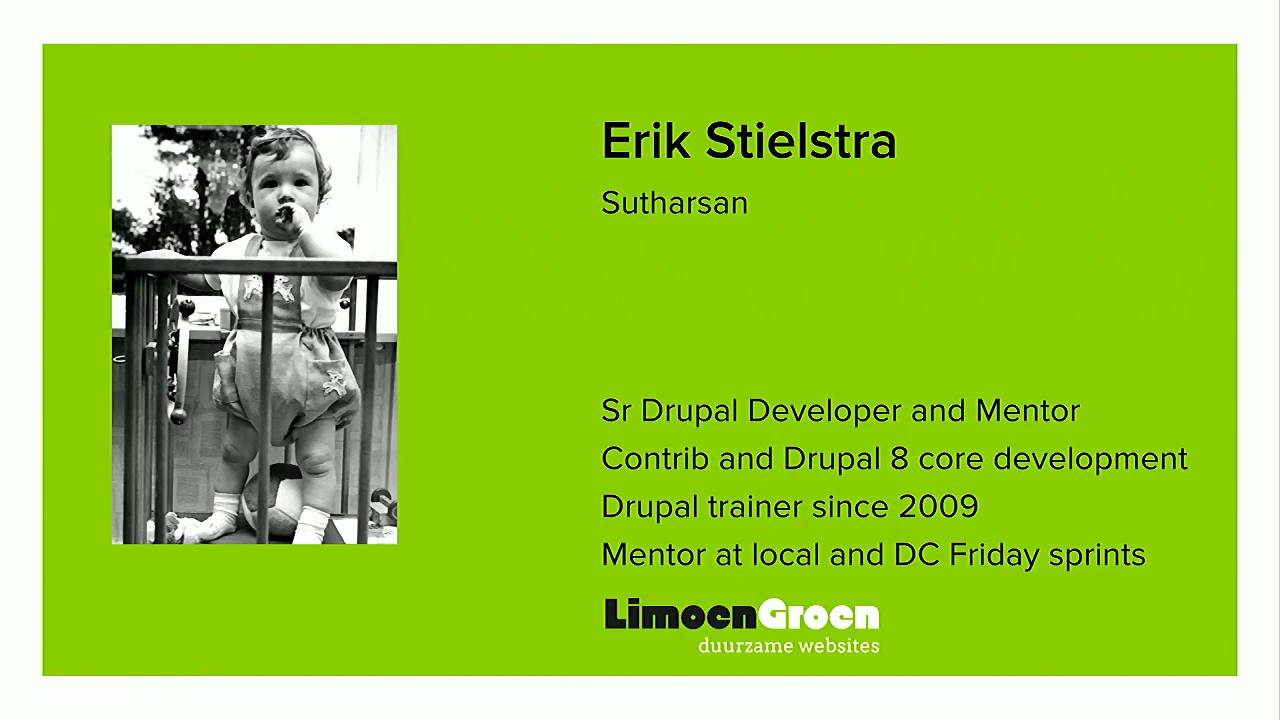 Erik Stielstra
Sutharsan
Sr Drupal Developer and Mentor
Contrib and Drupal 8 core development
Drupal trainer since 2009
Mentor at local and DC Friday sprints
LimoenGroen
duurzame websites